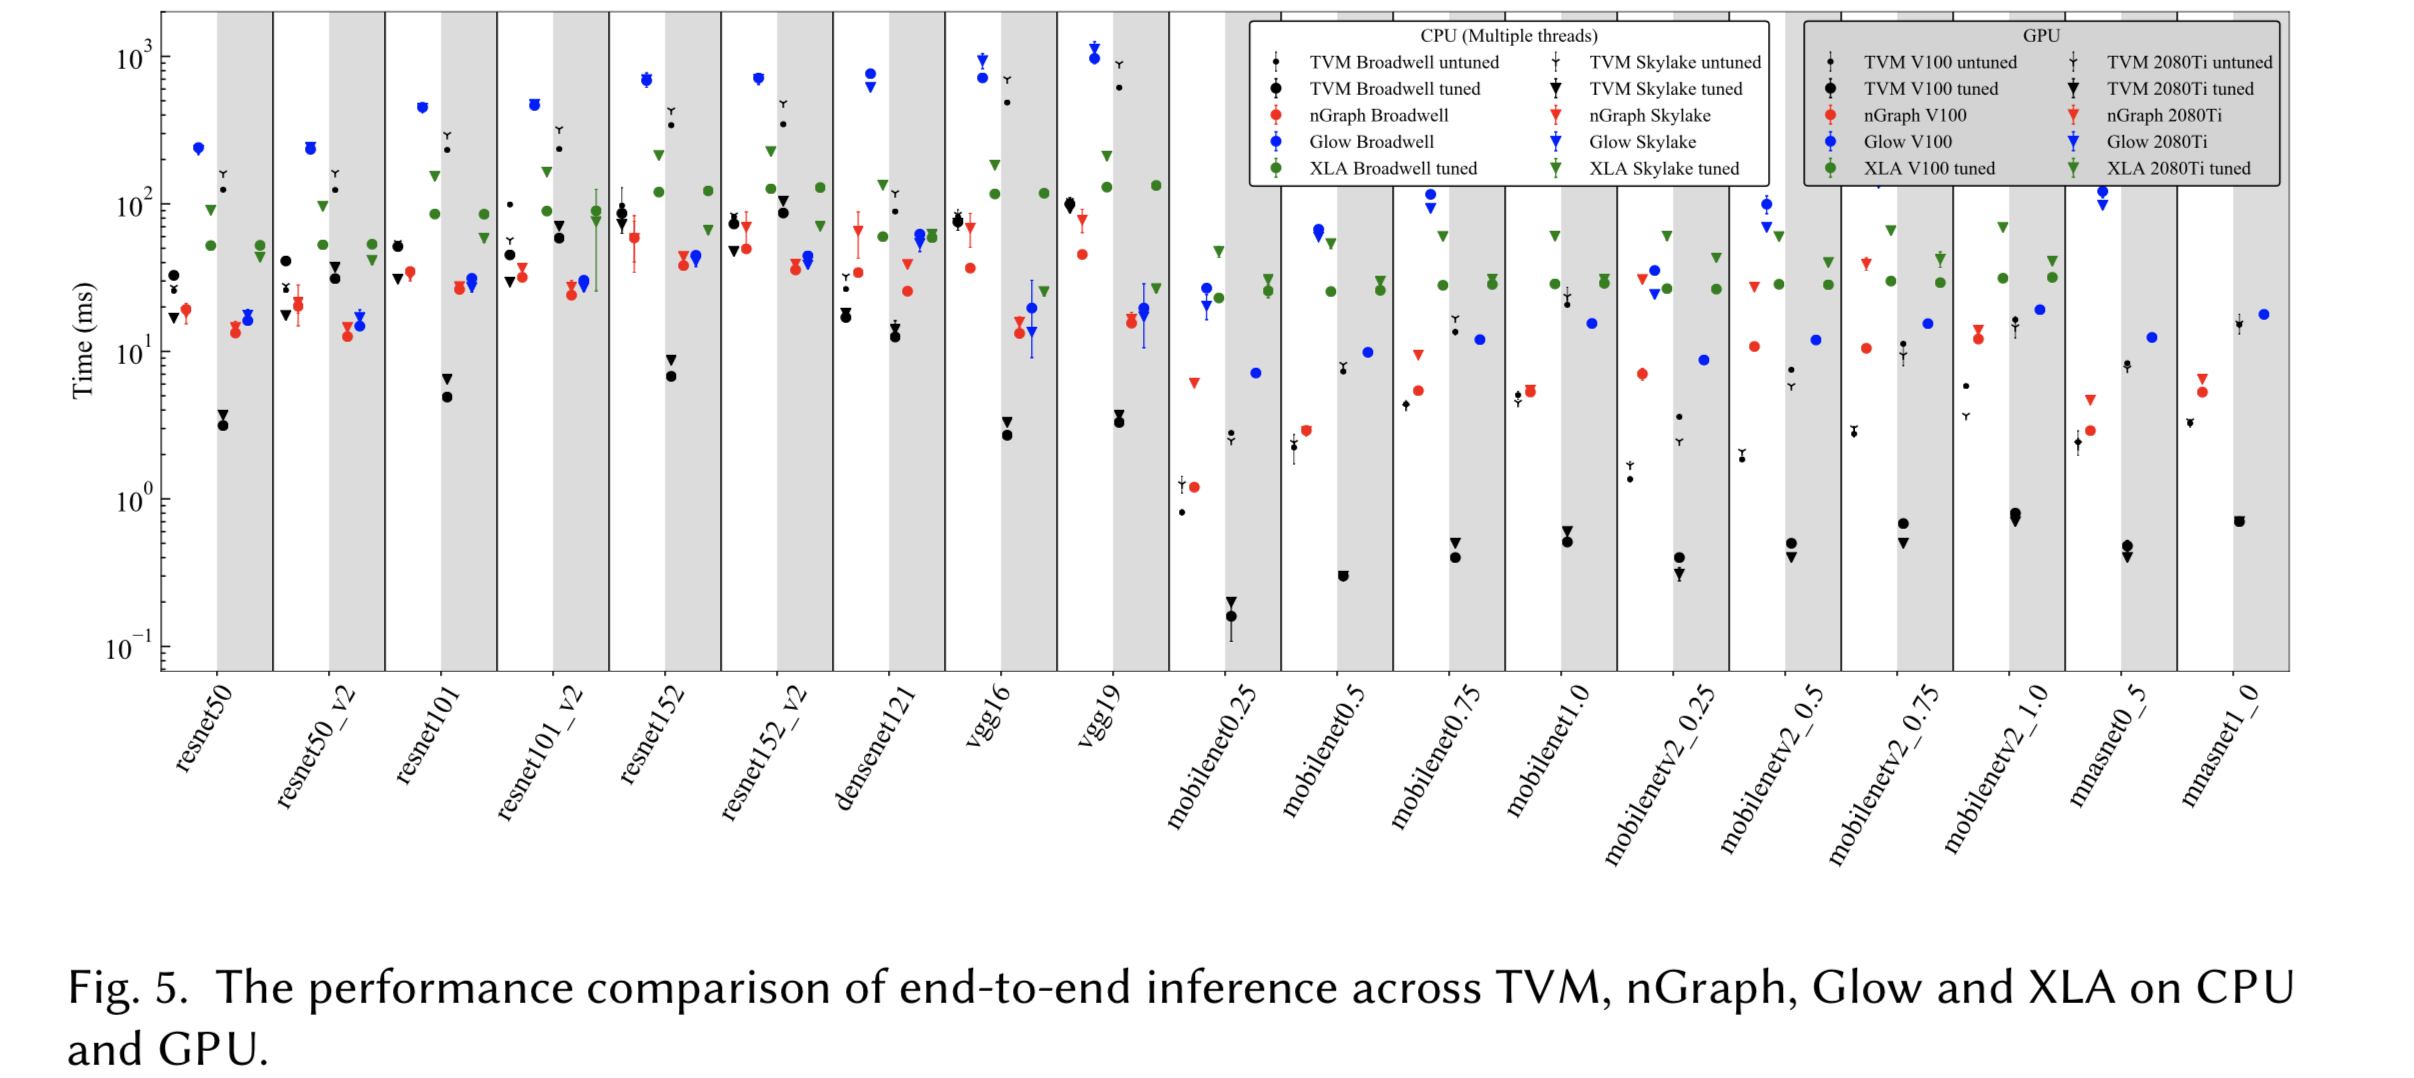 CPU (Multiple threads)
TVM Broadwell untuned
TVM Skylake untuned
TVM Broadwell tuned
TVM Skylake tuned
nGraph Broadwell
nGraph Skylake
Glow Broadwell
Glow Skylake
XLA Broadwell tuned
XLA Skylake tuned
GPU
TVM V100 untuned
TVM 2080Ti untuned
TVM V100 tuned
TVM 2080Ti tuned
nGraph V100
nGraph 2080Ti
Glow V100
Glow 2080Ti
XLA V100 tuned
XLA 2080Ti tuned
Time (ms)
10³
10²
10¹
10⁰
10⁻¹
resnet50
resnet50_v2
resnet101
resnet101_v2
resnet152
resnet152_v2
densenet121
vgg16
vgg19
mobilenet0.25
mobilenet0.5
mobilenet0.75
mobilenet1.0
mobilenetv2_0.25
mobilenetv2_0.5
mobilenetv2_0.75
mobilenetv2_1.0
mnasnet0_5
mnasnet1_0
Fig. 5. The performance comparison of end-to-end inference across TVM, nGraph, Glow and XLA on CPU
and GPU.